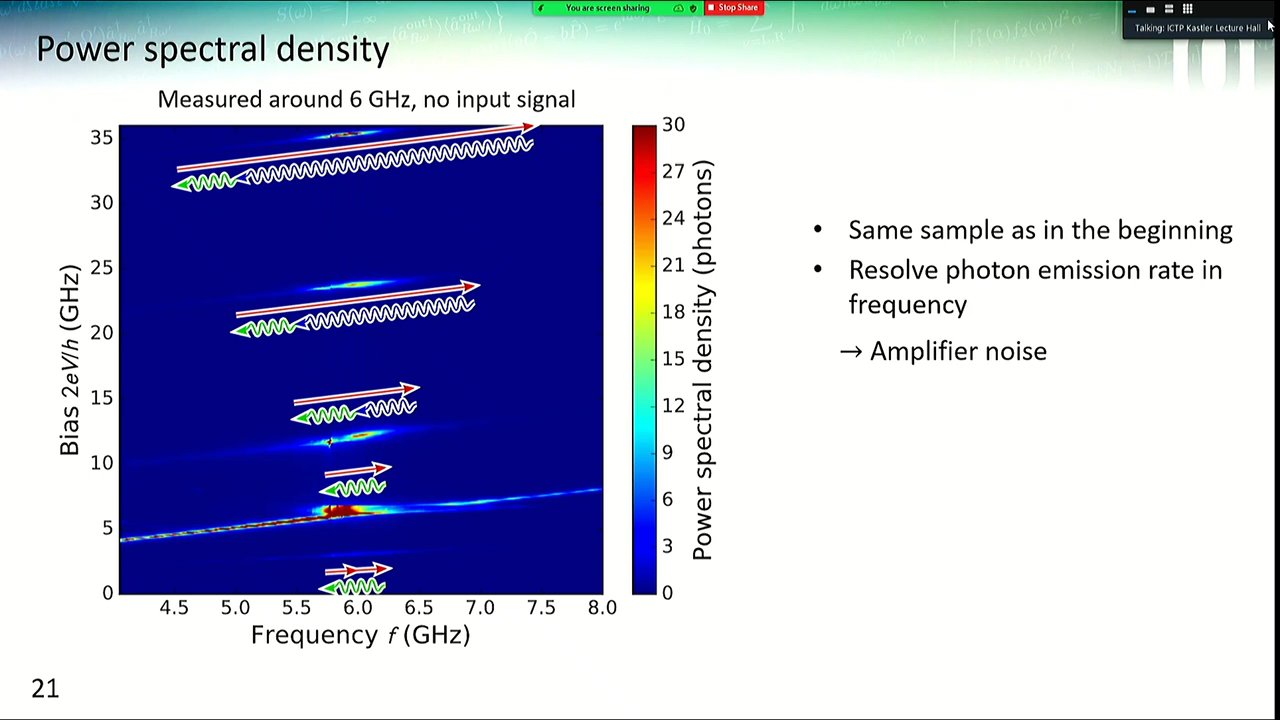 You are screen sharing
Stop Share
Talking: ICTP Kastler Lecture Hall
Power spectral density
Measured around 6 GHz, no input signal
35
30
25
20
15
10
5
0
Bias 2eV/h (GHz)
4.5 5.0 5.5 6.0 6.5 7.0 7.5 8.0
Frequency f (GHz)
30
27
24
21
18
15
12
9
6
3
0
Power spectral density (photons)
• Same sample as in the beginning
• Resolve photon emission rate in
frequency
→ Amplifier noise
21